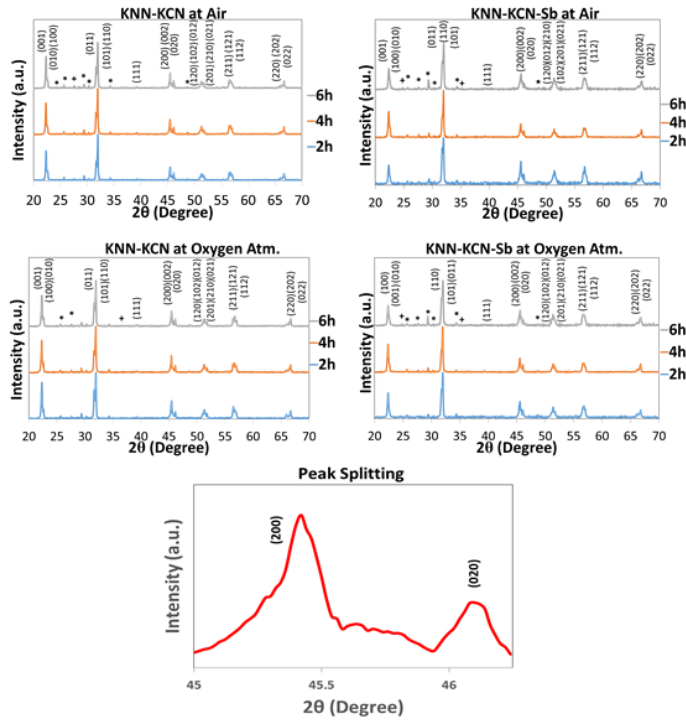 KNN-KCN at Air
Intensity (a.u.)
(001)
(010)(100)
* * * * *
(011)
(101)(110)
*
(111)
(200) (002)
(020)
*
(120)(102)(012)
(201)(210)(021)
(211)(121)
(112)
(220) (202)
(022)
6h
4h
2h
20 25 30 35 40 45 50 55 60 65 70
2θ (Degree)
KNN-KCN-Sb at Air
Intensity (a.u.)
(001)
(100)(010)
+ * * * *
(011)
(110)
(101)
*+
(111)
(200)(002)
(020)
*
(120)(012)(210)
(102)(201)(021)
(211)(121)
(112)
(220)(202)
(022)
6h
4h
2h
20 25 30 35 40 45 50 55 60 65 70
2θ (Degree)
KNN-KCN at Oxygen Atm.
Intensity (a.u.)
(001)
(100)(010)
* *
(011)
(101)(110)
+
(111)
(200)(002)
(020)
(120)(102)(012)
(201)(210)(021)
(211)(121)
(112)
(220)(202)
(022)
6h
4h
2h
20 25 30 35 40 45 50 55 60 65 70
2θ (Degree)
KNN-KCN-Sb at Oxygen Atm.
Intensity (a.u.)
(100)
(001)(010)
+ * * * *
(110)
(101)(011)
*+
(111)
(200)(002)
(020)
*
(120)(102)(012)
(201)(210)(021)
(211)(121)
(112)
(220)(202)
(022)
6h
4h
2h
20 25 30 35 40 45 50 55 60 65 70
2θ (Degree)
Peak Splitting
Intensity (a.u.)
(200)
(020)
45 45.5 46
2θ (Degree)